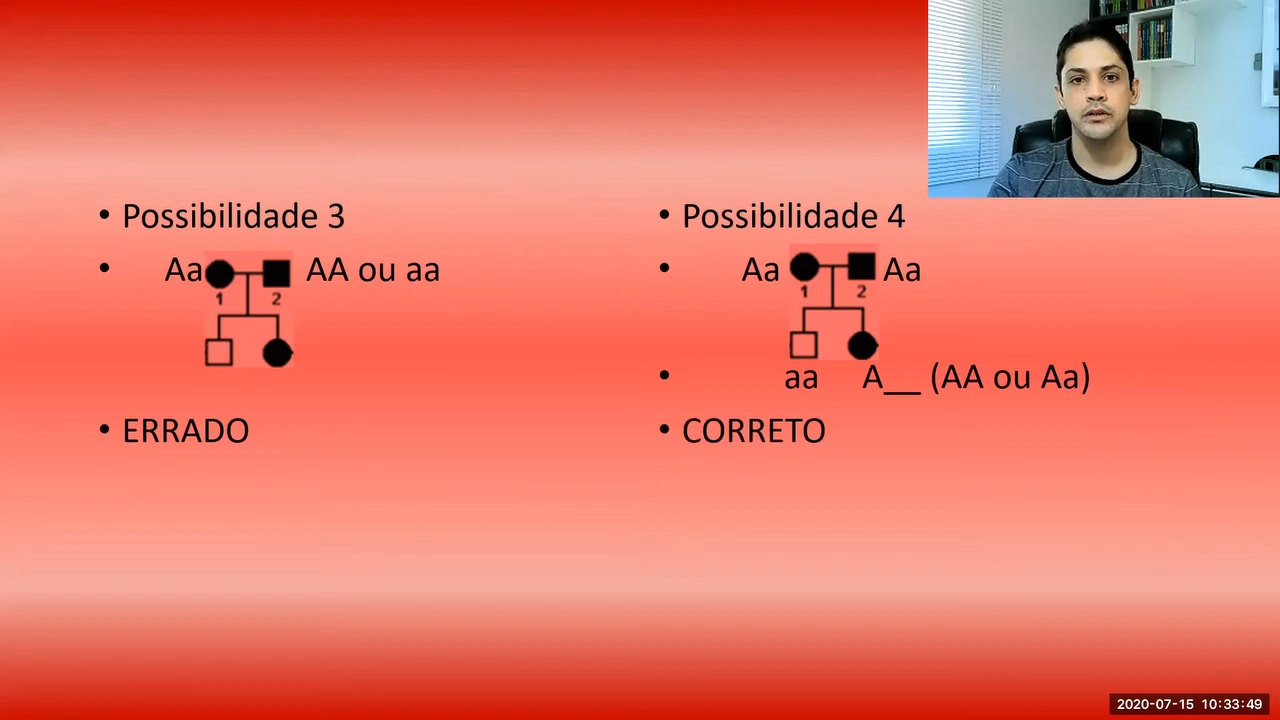 • Possibilidade 3
• Aa AA ou aa
1 2
• ERRADO
• Possibilidade 4
• Aa Aa
1 2
• aa A__ (AA ou Aa)
• CORRETO
2020-07-15 10:33:49